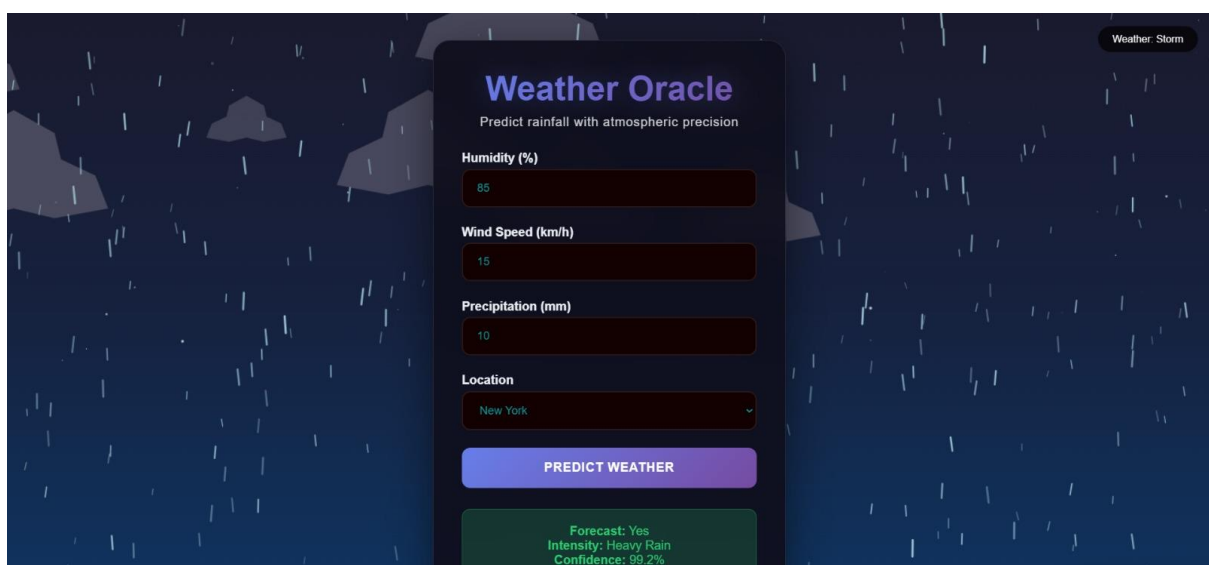 Weather: Storm
Weather Oracle
Predict rainfall with atmospheric precision
Humidity (%)
85
Wind Speed (km/h)
15
Precipitation (mm)
10
Location
New York
PREDICT WEATHER
Forecast: Yes
Intensity: Heavy Rain
Confidence: 99.2%